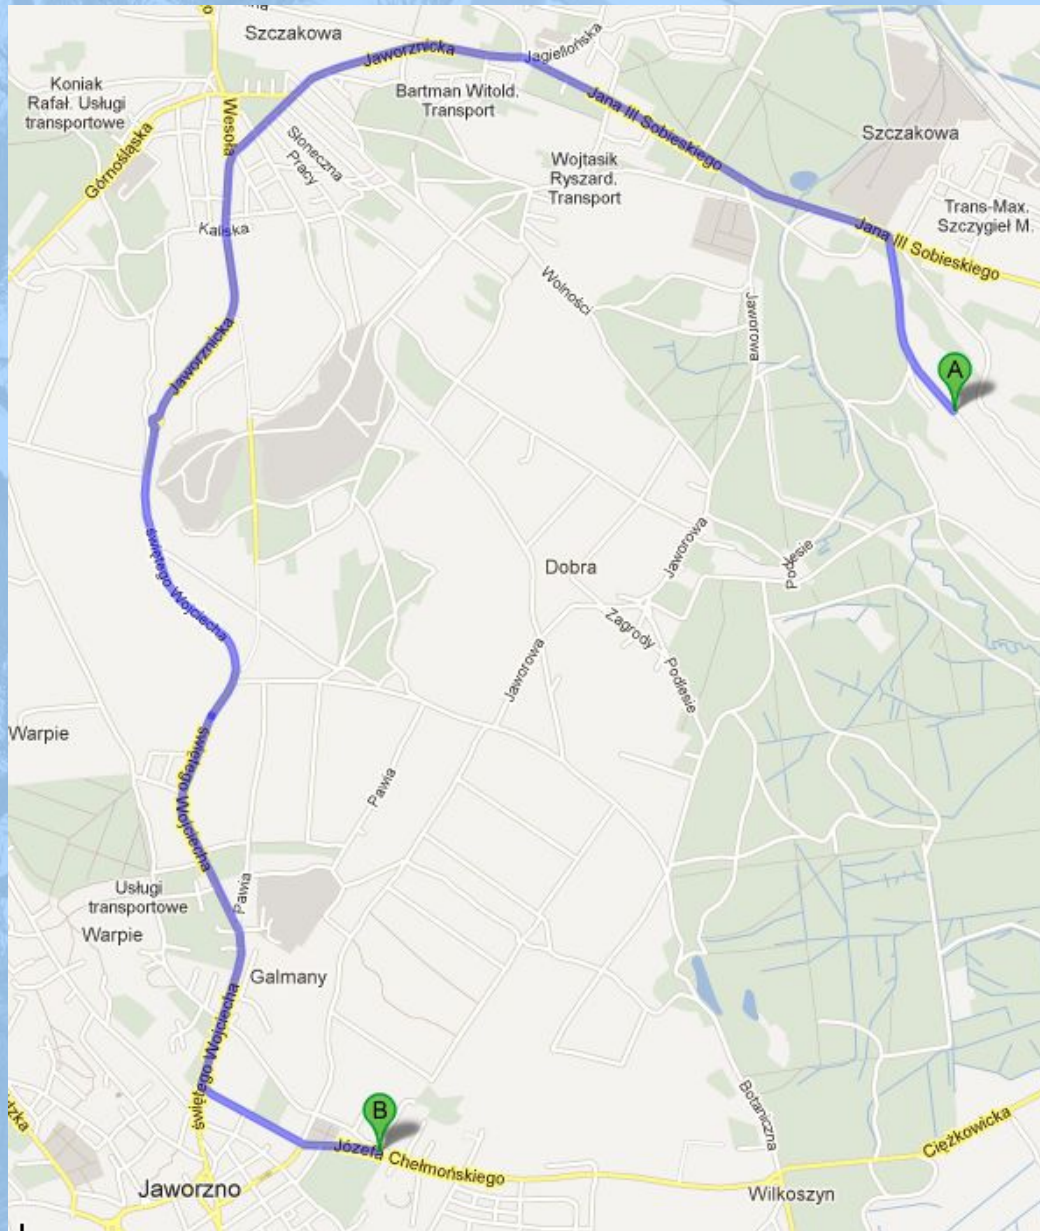 Szczakowa
Jaworznicka
Jagiellońska
Koniak
Rafał. Usługi
transportowe
Wesoła
Bartman Witold.
Transport
Jana III Sobieskiego
Szczakowa
Górnośląska
Słoneczna
Pracy
Wojtasik
Ryszard.
Transport
Trans-Max.
Szczygieł M.
Kaliska
Jana III Sobieskiego
Wolności
Jaworowa
Jaworznicka
A
świętego Wojciecha
Dobra
Jaworowa
Podlesie
Zagrody
Jaworowa
Podlesie
Warpie
świętego Wojciecha
Pawia
Usługi
transportowe
Pawia
Warpie
Galmany
świętego Wojciecha
B
Botaniczna
Józefa Chełmońskiego
Ciężkowicka
Jaworzno
Wilkoszyn